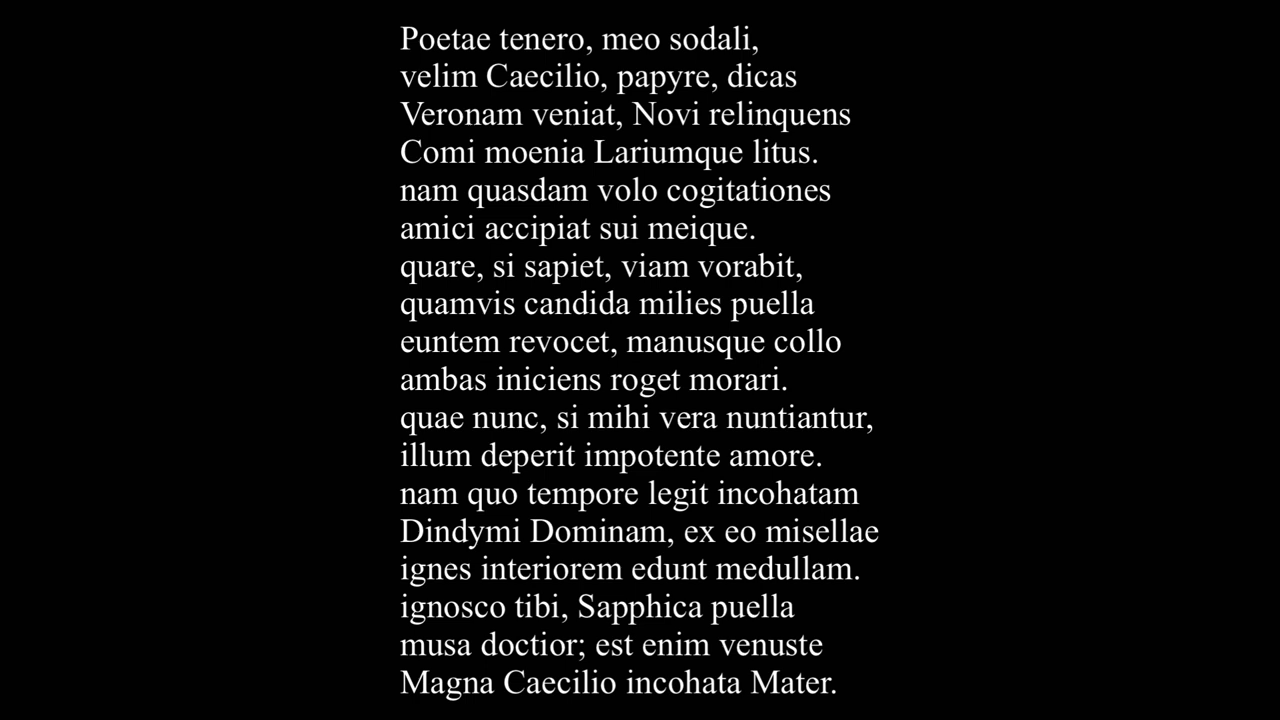 Poetae tenero, meo sodali,
velim Caecilio, papyre, dicas
Veronam veniat, Novi relinquens
Comi moenia Lariumque litus.
nam quasdam volo cogitationes
amici accipiat sui meique.
quare, si sapiet, viam vorabit,
quamvis candida milies puella
euntem revocet, manusque collo
ambas iniciens roget morari.
quae nunc, si mihi vera nuntiantur,
illum deperit impotente amore.
nam quo tempore legit incohatam
Dindymi Dominam, ex eo misellae
ignes interiorem edunt medullam.
ignosco tibi, Sapphica puella
musa doctior; est enim venuste
Magna Caecilio incohata Mater.